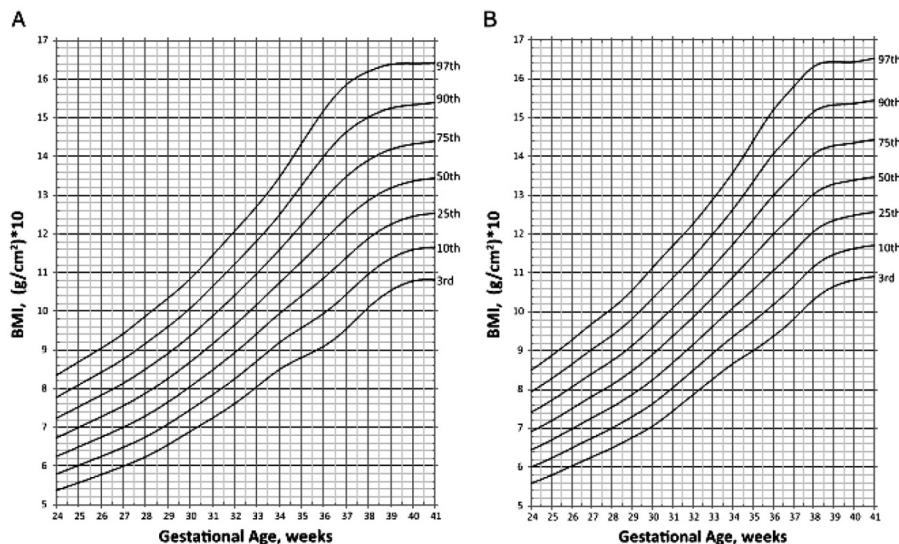 A
BMI, (g/cm²)*10
17
16
15
14
13
12
11
10
9
8
7
6
5
97th
90th
75th
50th
25th
10th
3rd
24 25 26 27 28 29 30 31 32 33 34 35 36 37 38 39 40 41
Gestational Age, weeks
B
BMI, (g/cm²)*10
17
16
15
14
13
12
11
10
9
8
7
6
5
97th
90th
75th
50th
25th
10th
3rd
24 25 26 27 28 29 30 31 32 33 34 35 36 37 38 39 40 41
Gestational Age, weeks